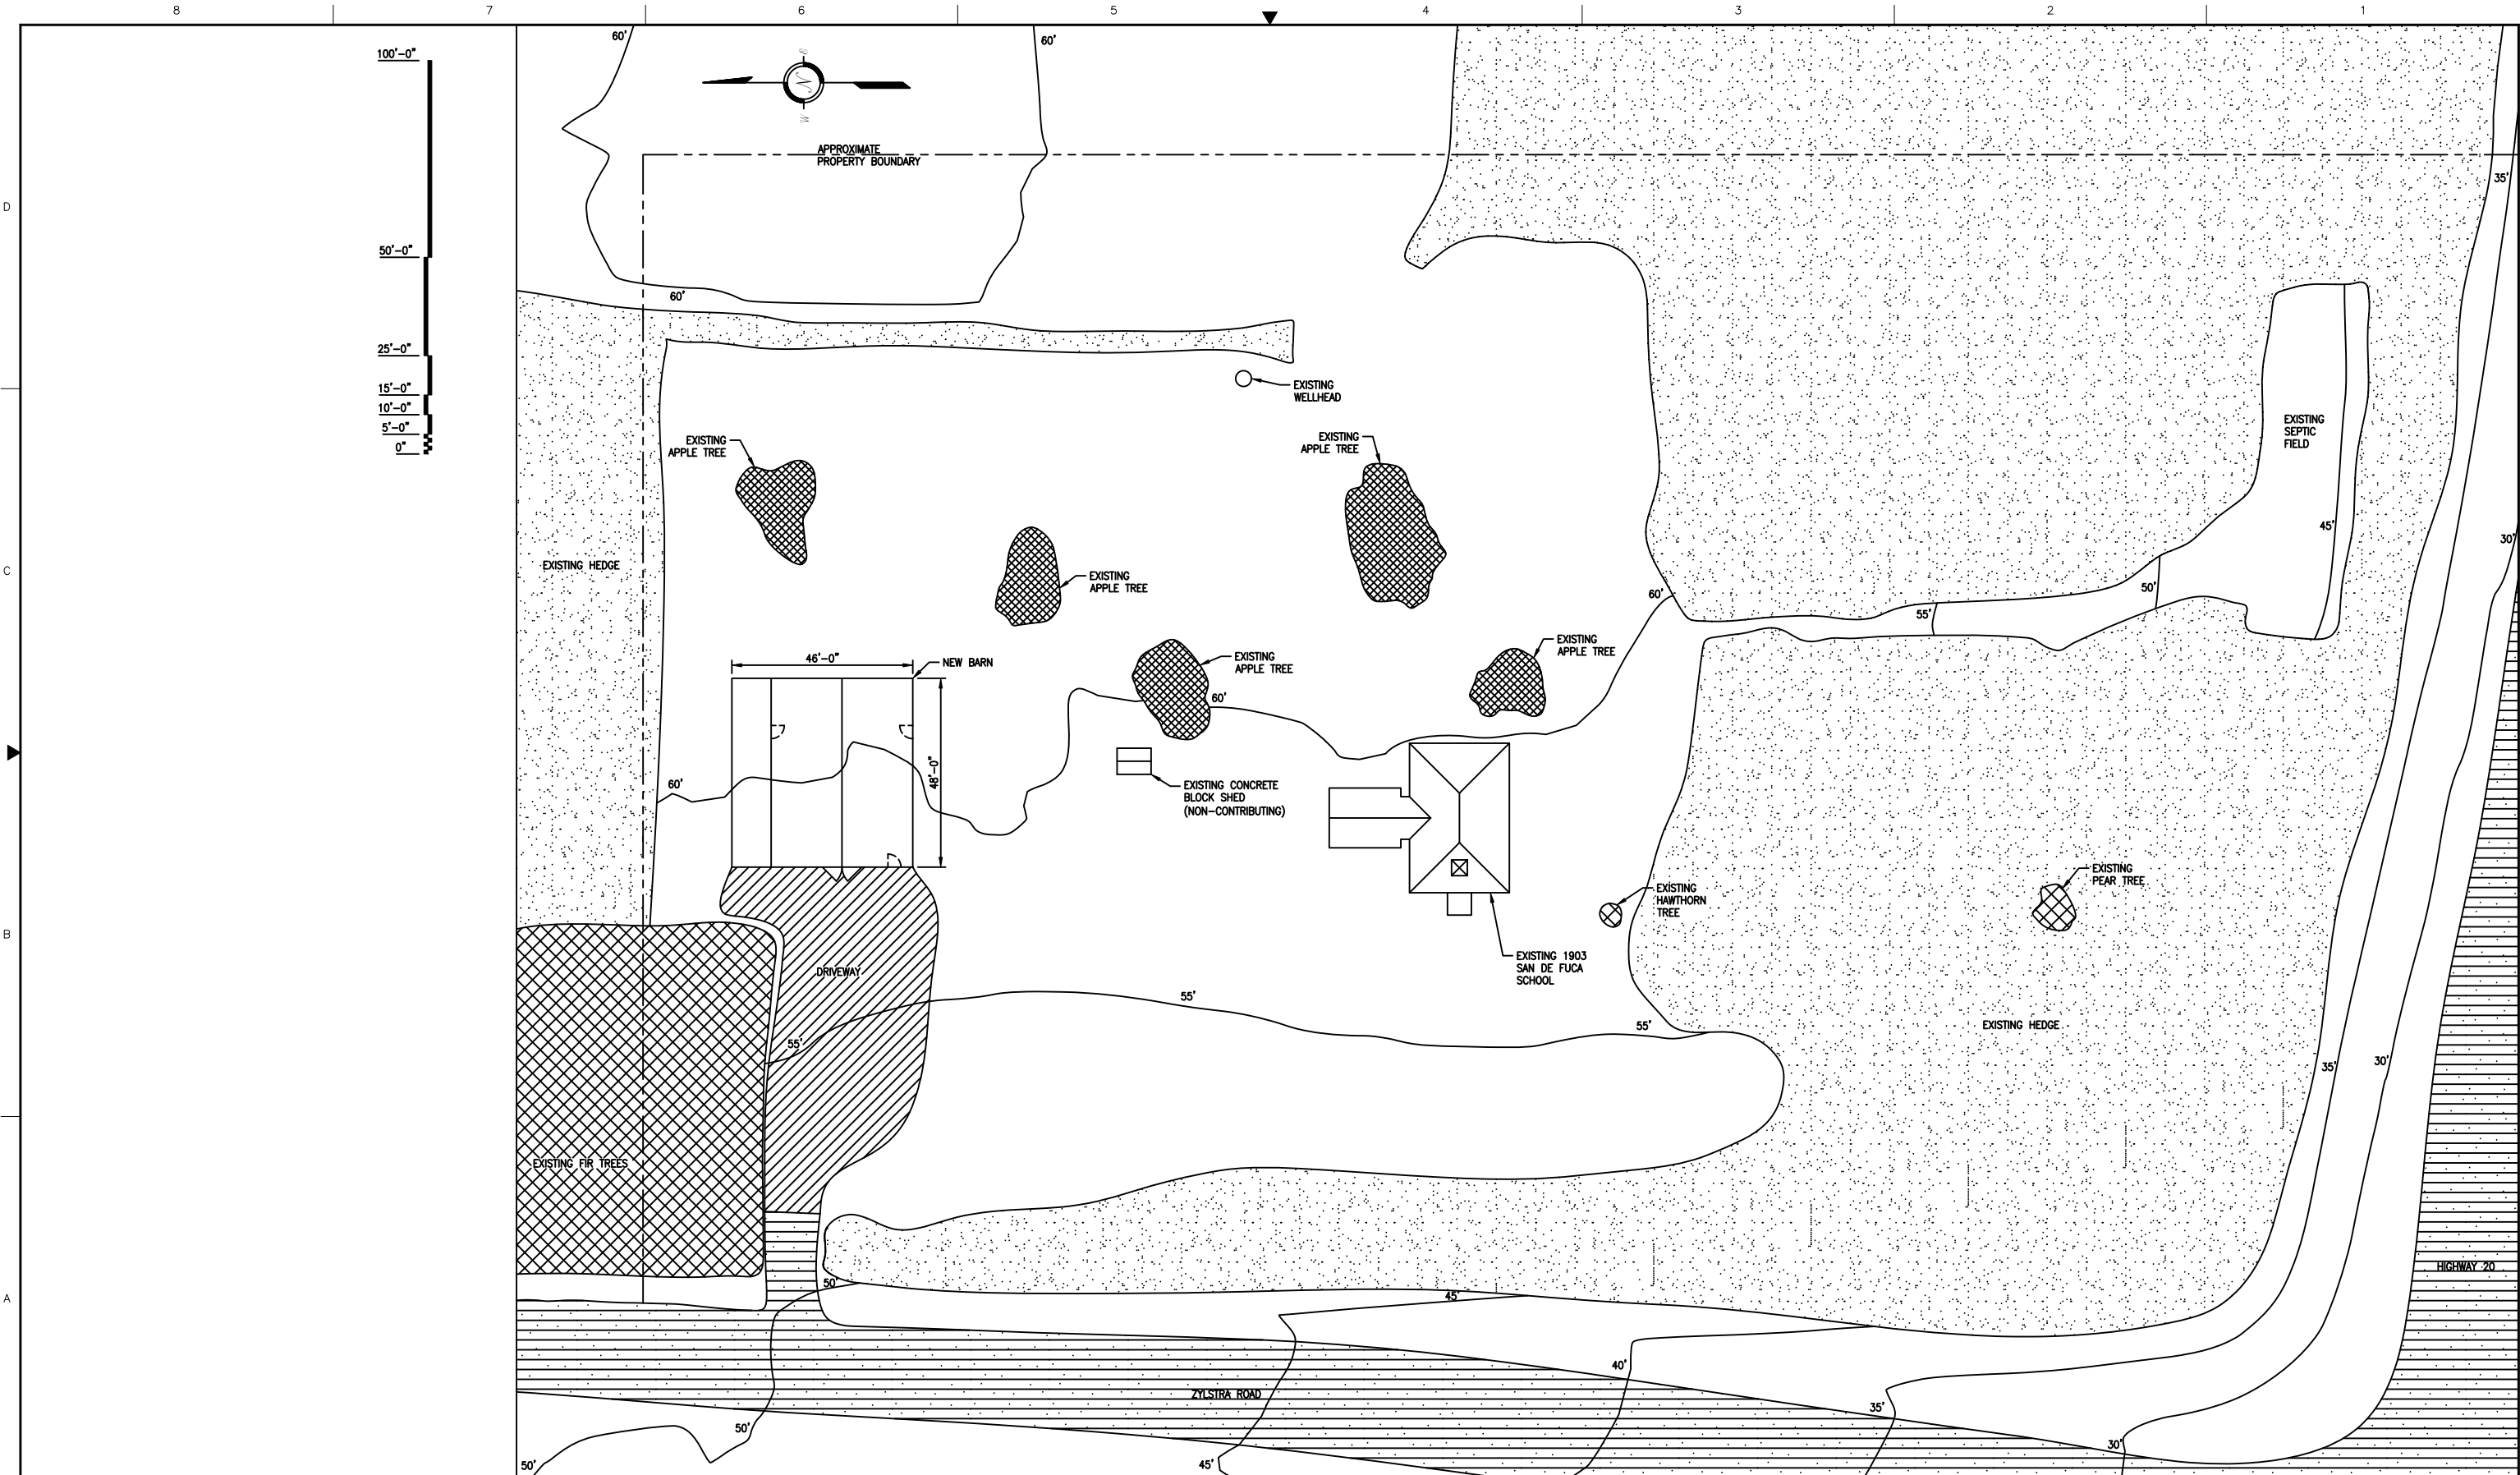 8 7 6 5 4 3 2 1
D
C
B
A
100'-0"
50'-0"
25'-0"
15'-0"
10'-0"
5'-0"
0"
60'
60'
N
APPROXIMATE
PROPERTY BOUNDARY
35'
60'
EXISTING
WELLHEAD
EXISTING
APPLE TREE
EXISTING
APPLE TREE
EXISTING
SEPTIC
FIELD
45'
30'
EXISTING HEDGE
EXISTING
APPLE TREE
60'
50'
55'
EXISTING
APPLE TREE
EXISTING
APPLE TREE
46'-0"
NEW BARN
60'
48'-0"
60'
EXISTING CONCRETE
BLOCK SHED
(NON-CONTRIBUTING)
EXISTING
PEAR TREE
EXISTING
HAWTHORN
TREE
EXISTING 1903
SAN DE FUCA
SCHOOL
DRIVEWAY
55'
55'
55'
EXISTING HEDGE
35'
30'
EXISTING FIR TREES
HIGHWAY 20
50'
45'
40'
ZYLSTRA ROAD
35'
50'
30'
50'
45'